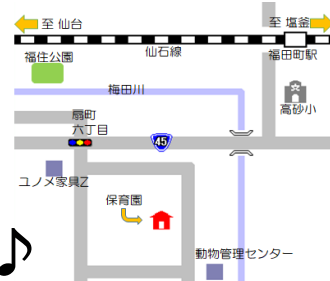 至 仙台
至 塩釜
仙石線
福田町駅
福住公園
梅田川
高砂小
扇町
六丁目
45
ユノメ家具Z
保育園
動物管理センター